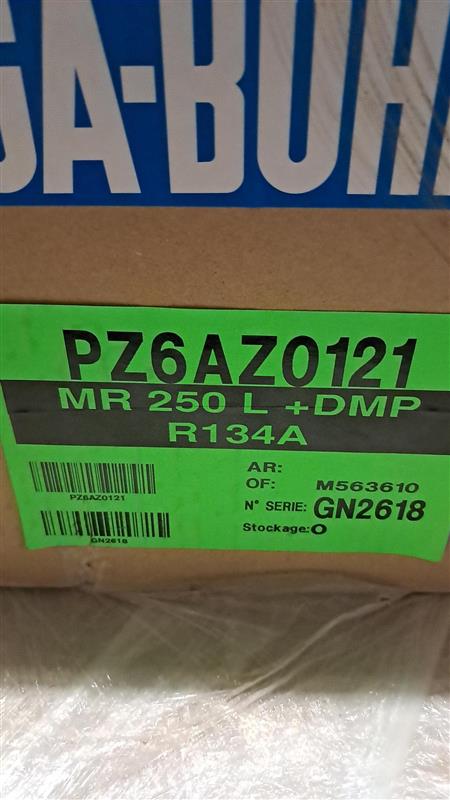 GA-BOH
PZ6AZ0121
MR 250 L +DMP
R134A
PZ6AZ0121
GN2618
AR:
OF: M563610
N° SERIE: GN2618
Stockage: O